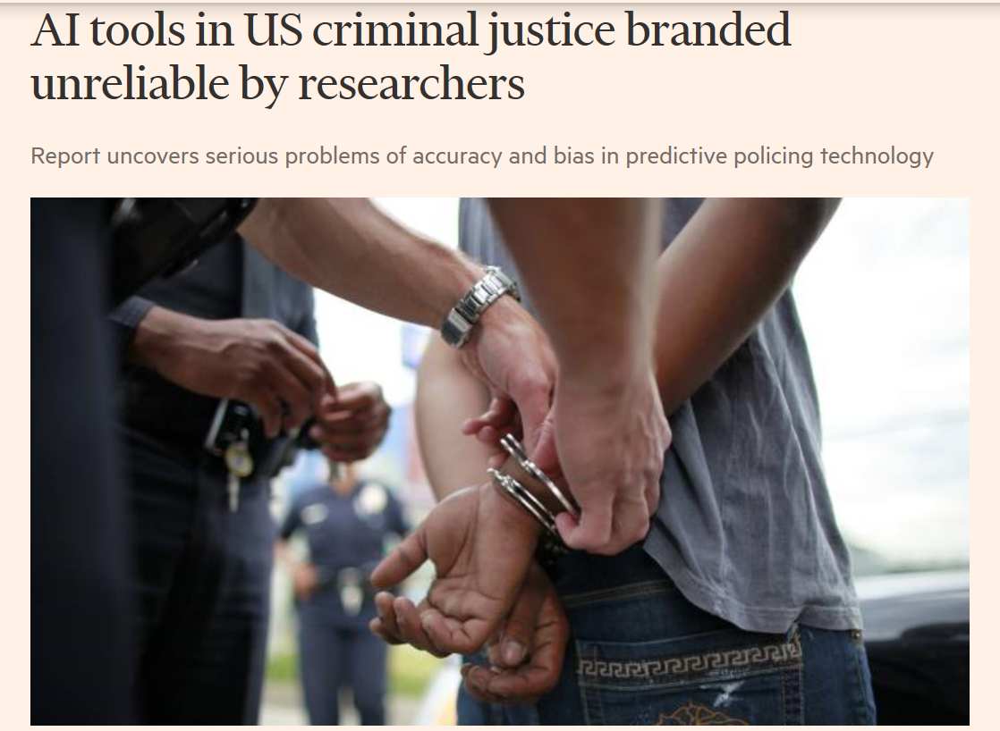 AI tools in US criminal justice branded
unreliable by researchers
Report uncovers serious problems of accuracy and bias in predictive policing technology